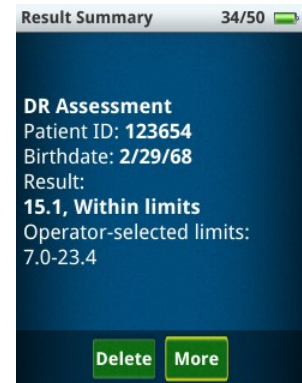 Result Summary 34/50
DR Assessment
Patient ID: 123654
Birthdate: 2/29/68
Result:
15.1, Within limits
Operator-selected limits:
7.0-23.4
Delete More